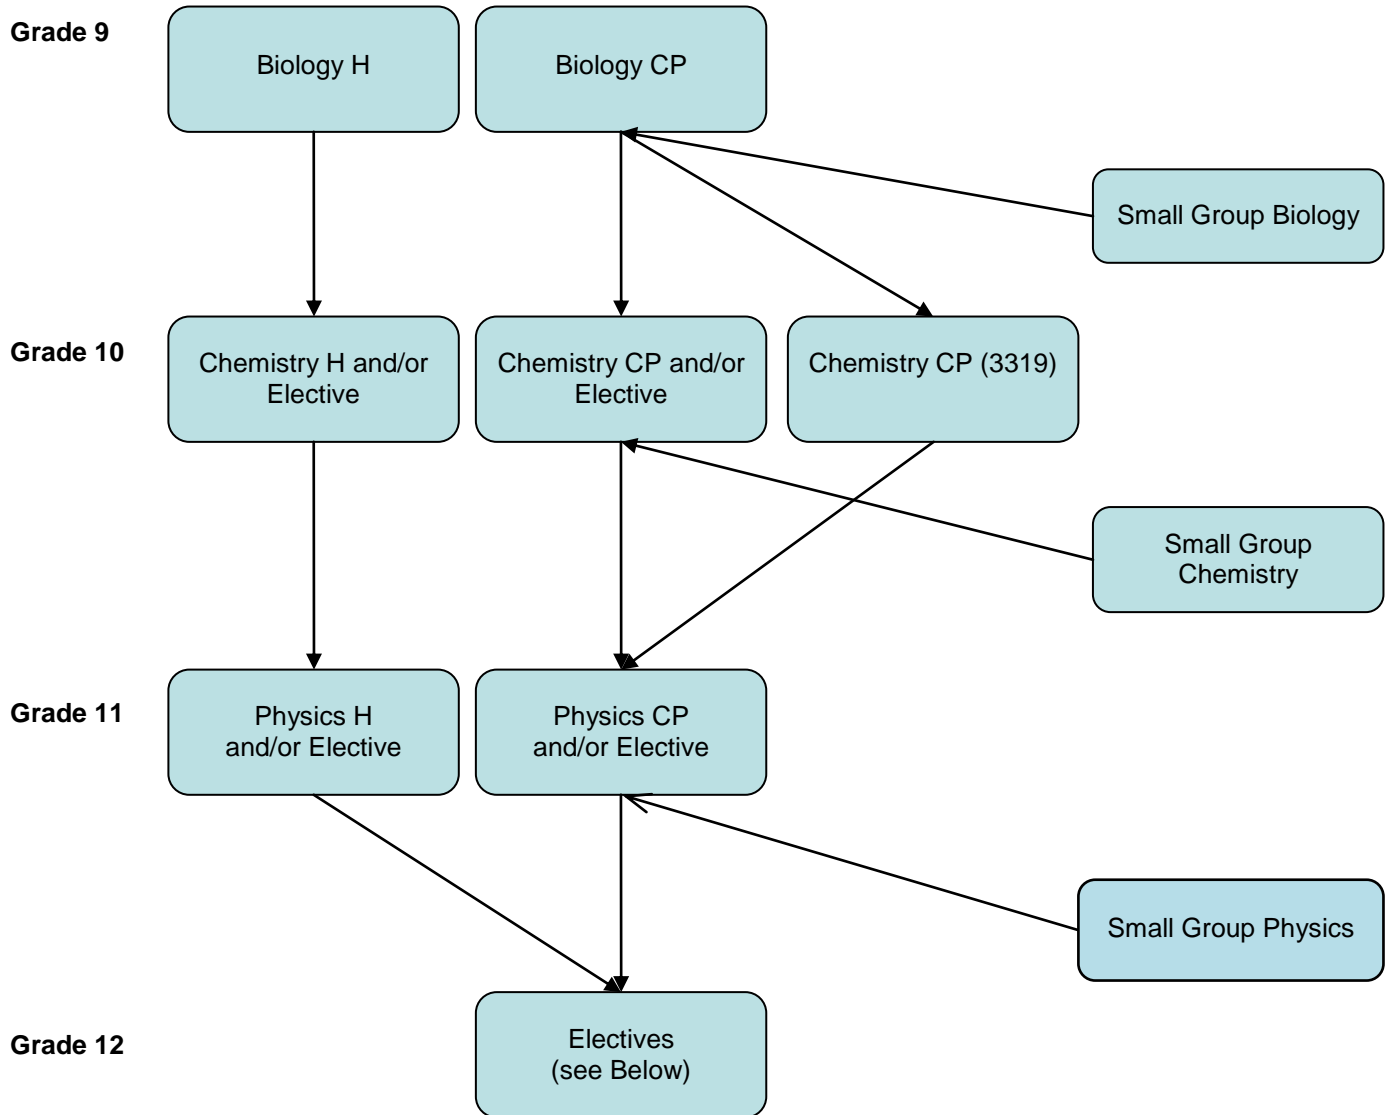 Grade 9
Biology H
Biology CP
Small Group Biology
Grade 10
Chemistry H and/or
Elective
Chemistry CP and/or
Elective
Chemistry CP (3319)
Small Group
Chemistry
Grade 11
Physics H
and/or Elective
Physics CP
and/or Elective
Small Group Physics
Grade 12
Electives
(see Below)